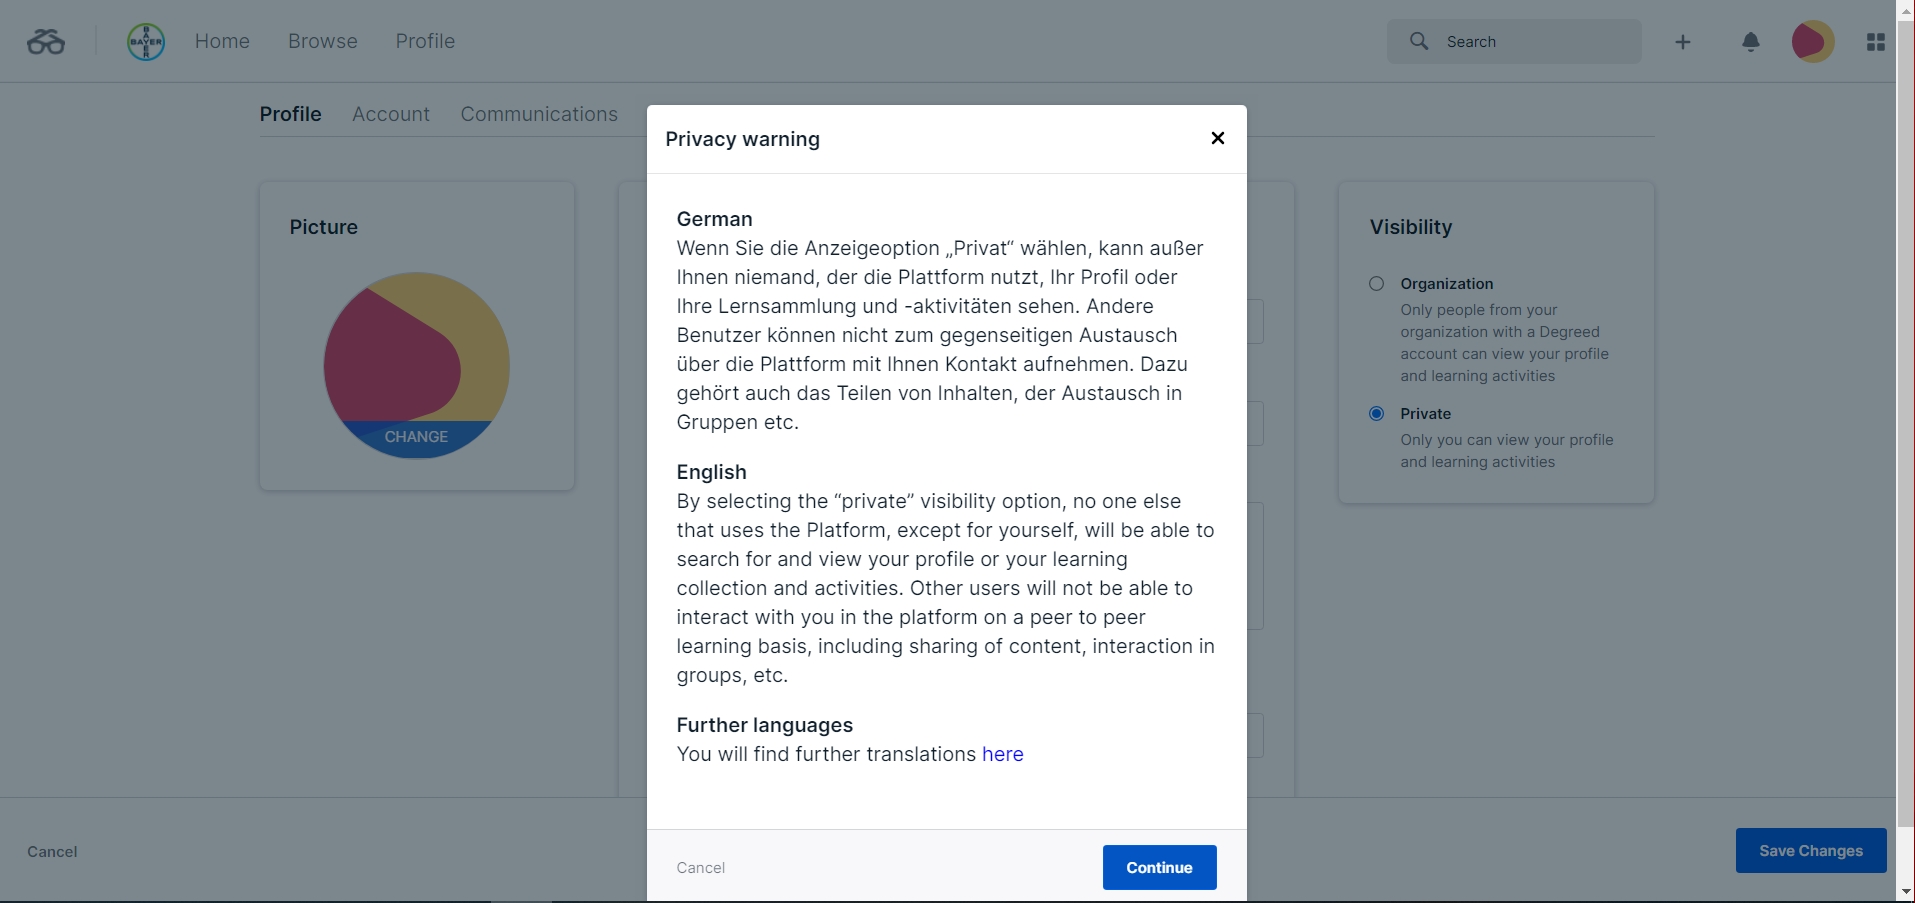 BAYER
BAYER
Home
Browse
Profile
Search
Profile
Account
Communications
Picture
CHANGE
Privacy warning
German
Wenn Sie die Anzeigeoption „Privat“ wählen, kann außer
Ihnen niemand, der die Plattform nutzt, Ihr Profil oder
Ihre Lernsammlung und -aktivitäten sehen. Andere
Benutzer können nicht zum gegenseitigen Austausch
über die Plattform mit Ihnen Kontakt aufnehmen. Dazu
gehört auch das Teilen von Inhalten, der Austausch in
Gruppen etc.
English
By selecting the “private” visibility option, no one else
that uses the Platform, except for yourself, will be able to
search for and view your profile or your learning
collection and activities. Other users will not be able to
interact with you in the platform on a peer to peer
learning basis, including sharing of content, interaction in
groups, etc.
Further languages
You will find further translations here
Cancel
Continue
Visibility
Organization
Only people from your
organization with a Degreed
account can view your profile
and learning activities
Private
Only you can view your profile
and learning activities
Cancel
Save Changes